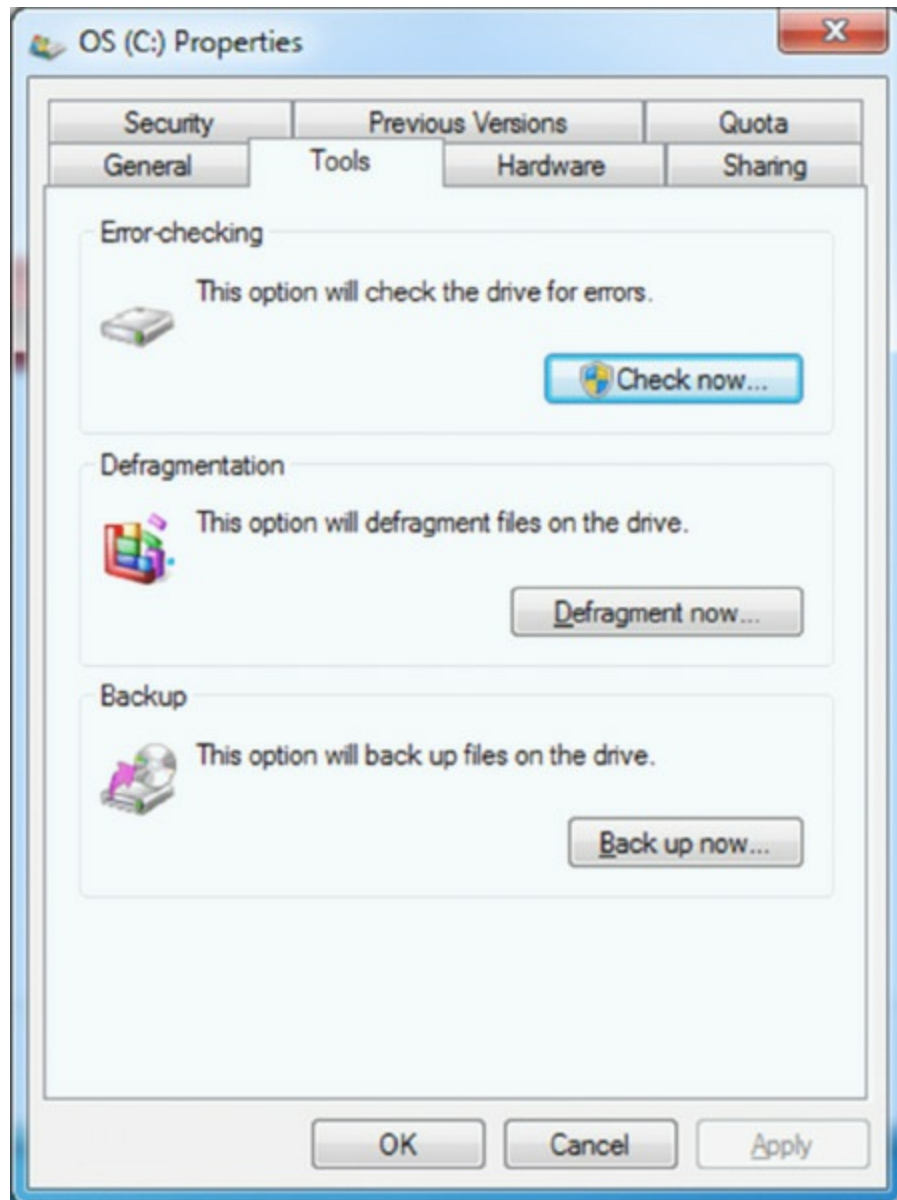 OS (C:) Properties
Security Previous Versions Quota
General Tools Hardware Sharing
Error-checking
This option will check the drive for errors.
Check now...
Defragmentation
This option will defragment files on the drive.
Defragment now...
Backup
This option will back up files on the drive.
Back up now...
OK Cancel Apply